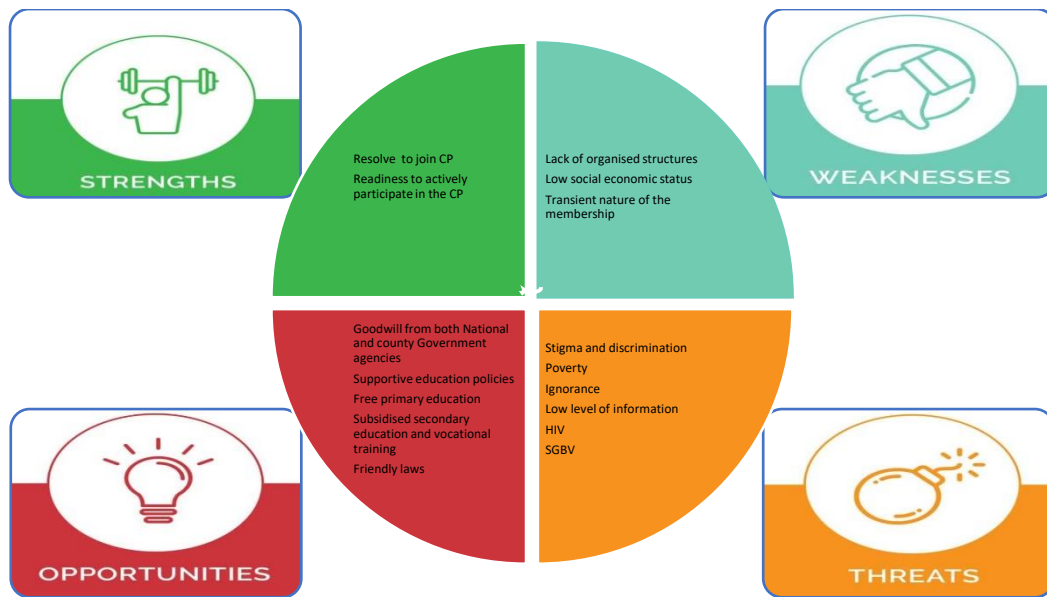 STRENGTHS
Resolve to join CP
Readiness to actively
participate in the CP
WEAKNESSES
Lack of organised structures
Low social economic status
Transient nature of the
membership
OPPORTUNITIES
Goodwill from both National
and county Government
agencies
Supportive education policies
Free primary education
Subsidised secondary
education and vocational
training
Friendly laws
THREATS
Stigma and discrimination
Poverty
Ignorance
Low level of information
HIV
SGBV